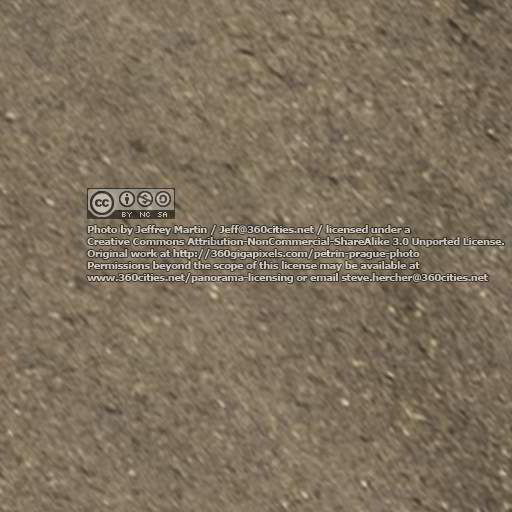 cc BY NC SA
Photo by Jeffrey Martin / Jeff@360cities.net / licensed under a
Creative Commons Attribution-NonCommercial-ShareAlike 3.0 Unported License.
Original work at http://360gigapixels.com/petrin-prague-photo
Permissions beyond the scope of this license may be available at
www.360cities.net/panorama-licensing or email steve.hercher@360cities.net